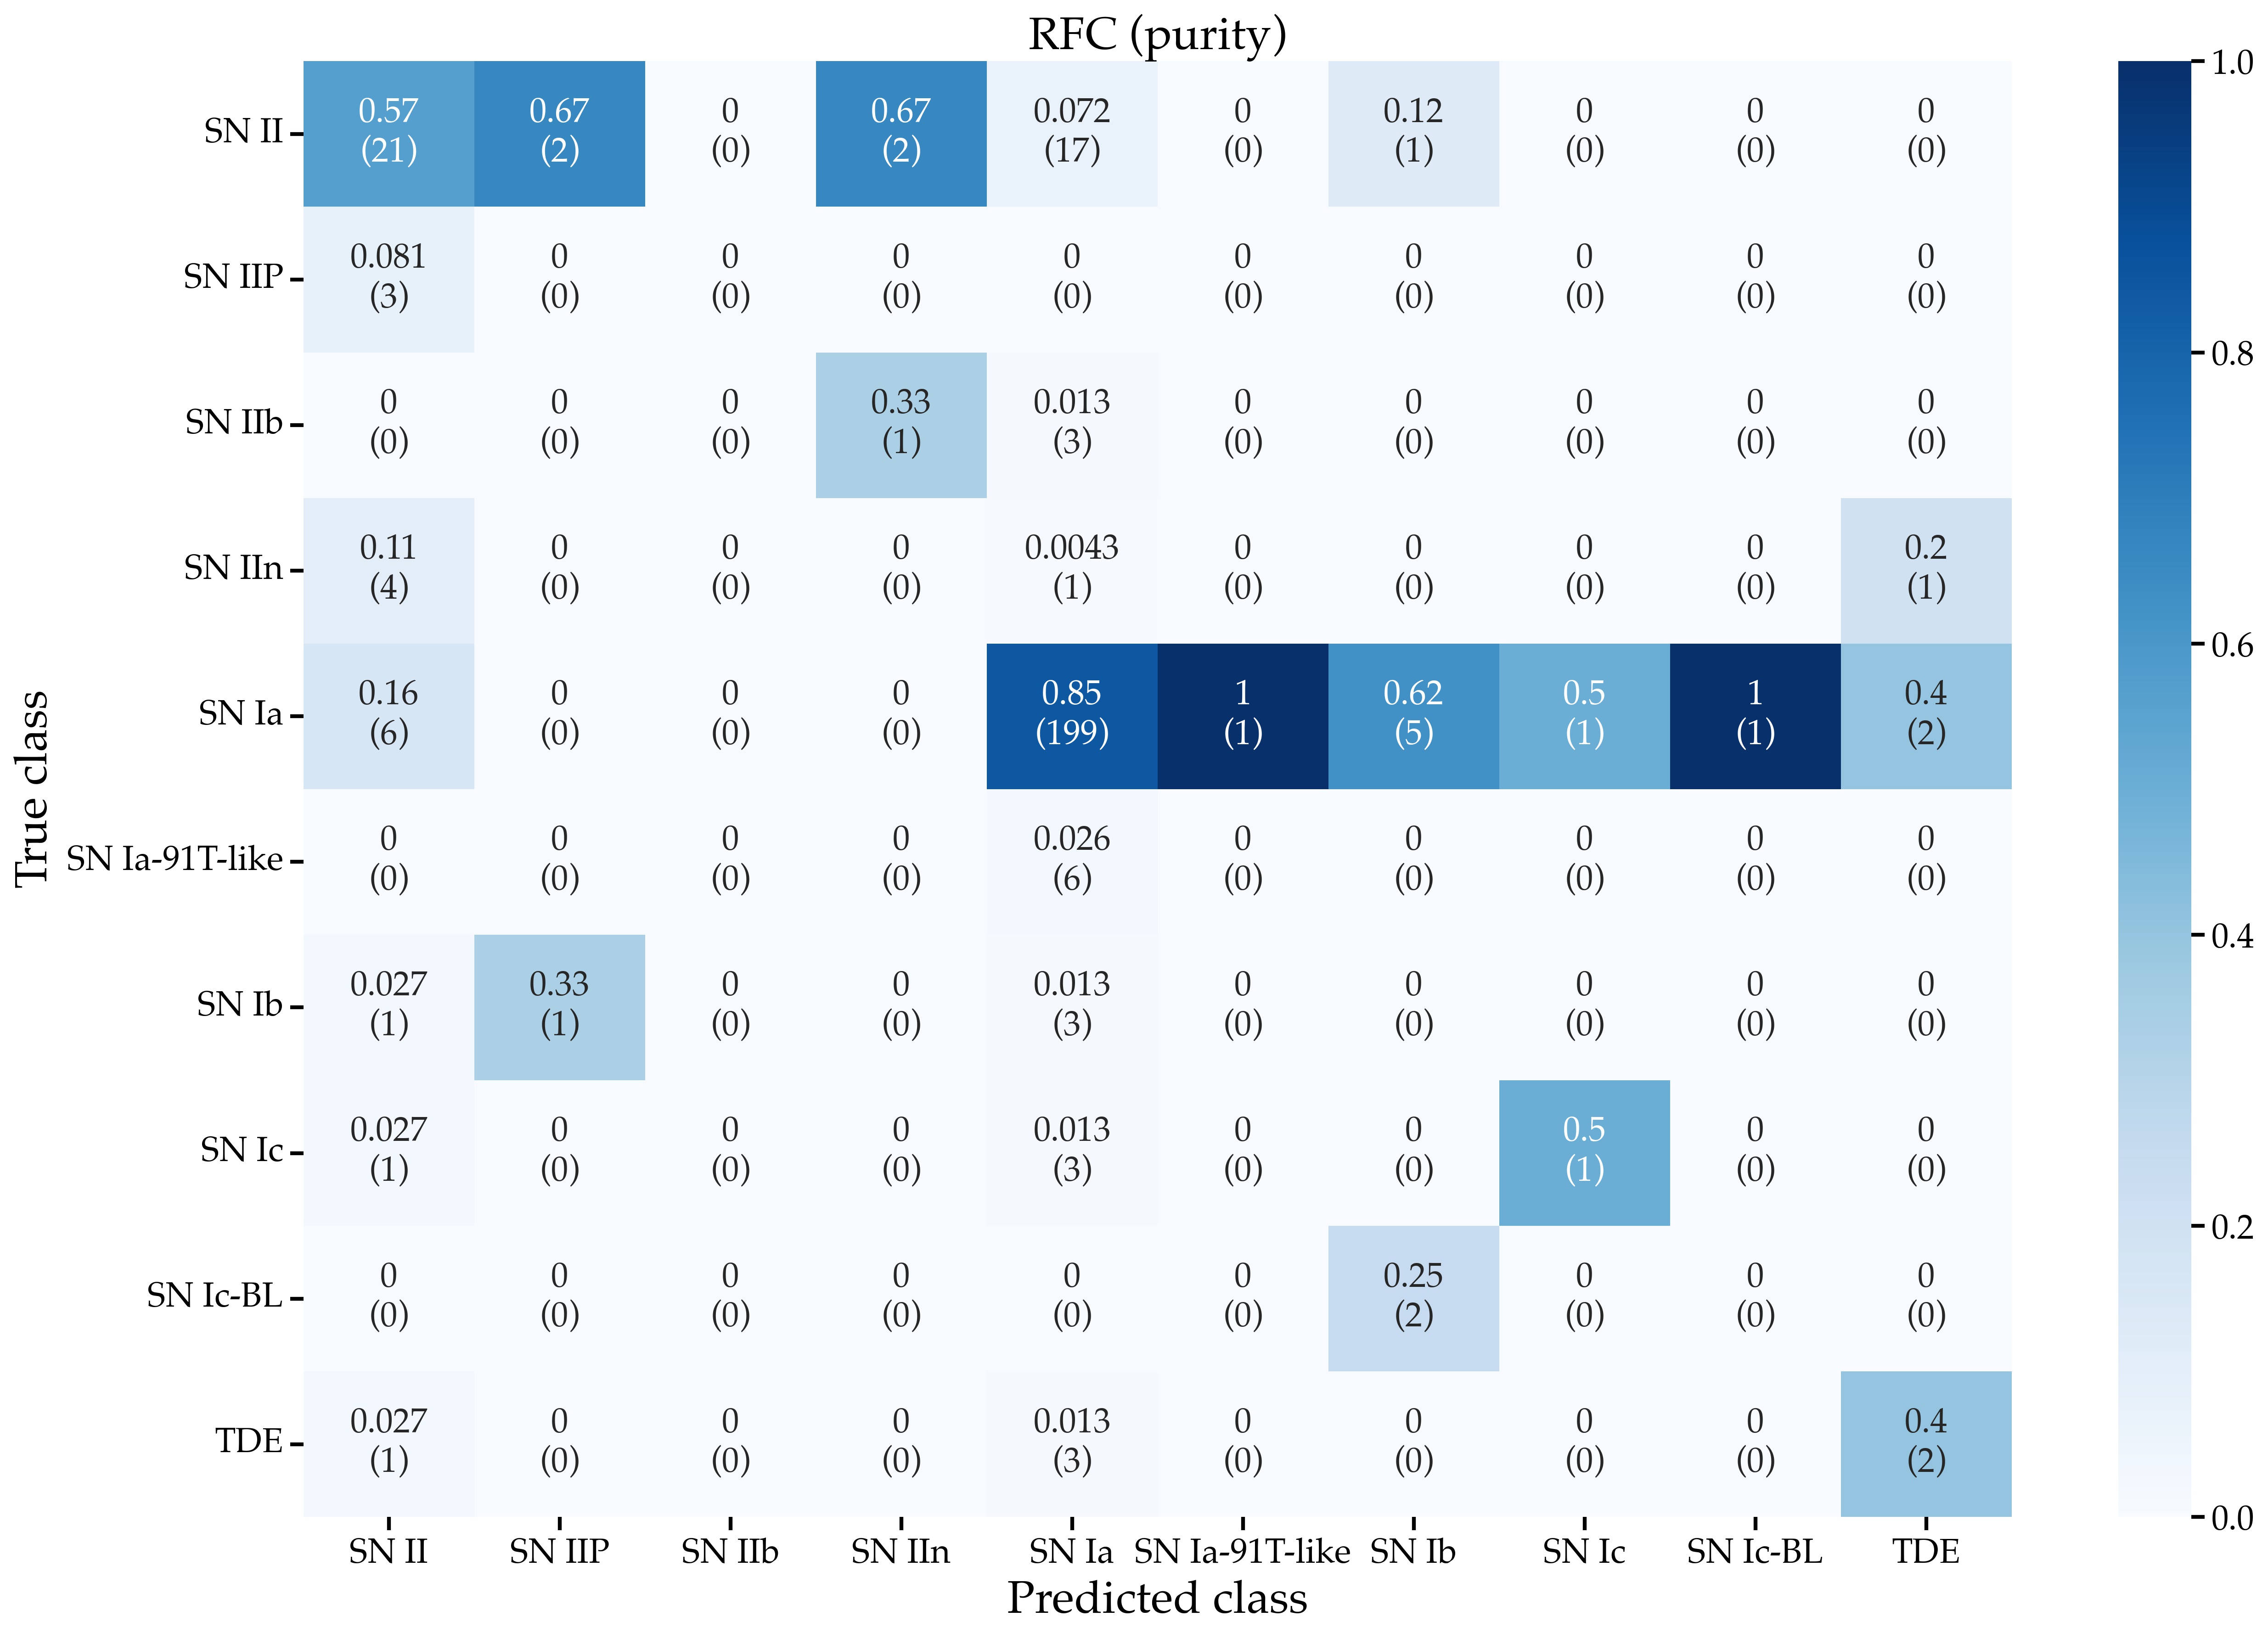 RFC (purity)
SN II 0.57 0.67 0 0.67 0.072 0 0.12 0 0 0
(21) (2) (0) (2) (17) (0) (1) (0) (0) (0)
SN IIP 0.081 0 0 0 0 0 0 0 0 0
(3) (0) (0) (0) (0) (0) (0) (0) (0) (0)
SN IIb 0 0 0 0.33 0.013 0 0 0 0 0
(0) (0) (0) (1) (3) (0) (0) (0) (0) (0)
SN IIn 0.11 0 0 0 0.0043 0 0 0 0 0.2
(4) (0) (0) (0) (1) (0) (0) (0) (0) (1)
SN Ia 0.16 0 0 0 0.85 1 0.62 0.5 1 0.4
(6) (0) (0) (0) (199) (1) (5) (1) (1) (2)
SN Ia-91T-like 0 0 0 0 0.026 0 0 0 0 0
(0) (0) (0) (0) (6) (0) (0) (0) (0) (0)
SN Ib 0.027 0.33 0 0 0.013 0 0 0 0 0
(1) (1) (0) (0) (3) (0) (0) (0) (0) (0)
SN Ic 0.027 0 0 0 0.013 0 0 0.5 0 0
(1) (0) (0) (0) (3) (0) (0) (1) (0) (0)
SN Ic-BL 0 0 0 0 0 0 0.25 0 0 0
(0) (0) (0) (0) (0) (0) (2) (0) (0) (0)
TDE 0.027 0 0 0 0.013 0 0 0 0 0.4
(1) (0) (0) (0) (3) (0) (0) (0) (0) (2)
SN II SN IIP SN IIb SN IIn SN Ia SN Ia-91T-like SN Ib SN Ic SN Ic-BL TDE
Predicted class
True class
1.0
0.8
0.6
0.4
0.2
0.0